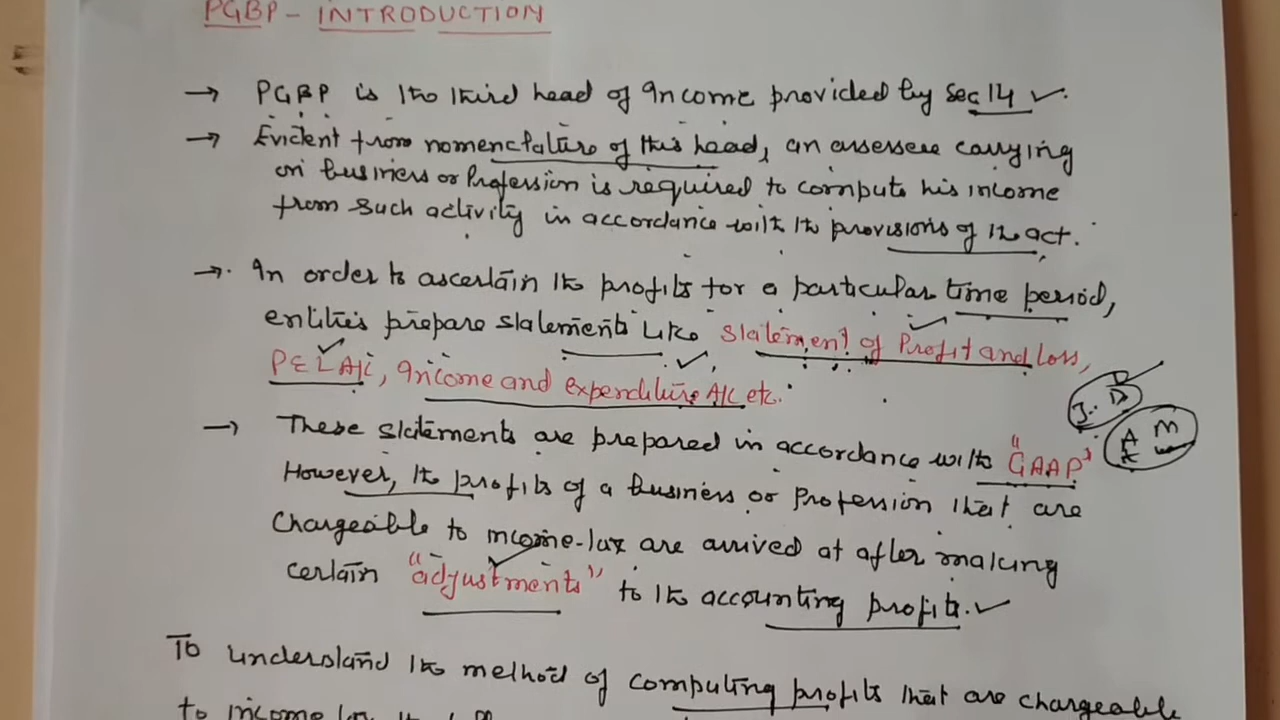 PGBP - INTRODUCTION
→ PGBP is the third head of Income provided by Sec 14
→ Evident from nomenclature of this head, an assessee carrying
on business or Profession is required to compute his income
from such activity in accordance with the provisions of the act.
→ In order to ascertain the profits for a particular time period,
entities prepare statements like Statement of Profit and loss,
P & L A/c, Income and expenditure A/c etc.
→ These statements are prepared in accordance with "GAAP"
However, the profits of a business or Profession that are
chargeable to income-tax are arrived at after making
certain "adjustments" to the accounting profits.
To understand the method of computing profits that are chargeable
to income